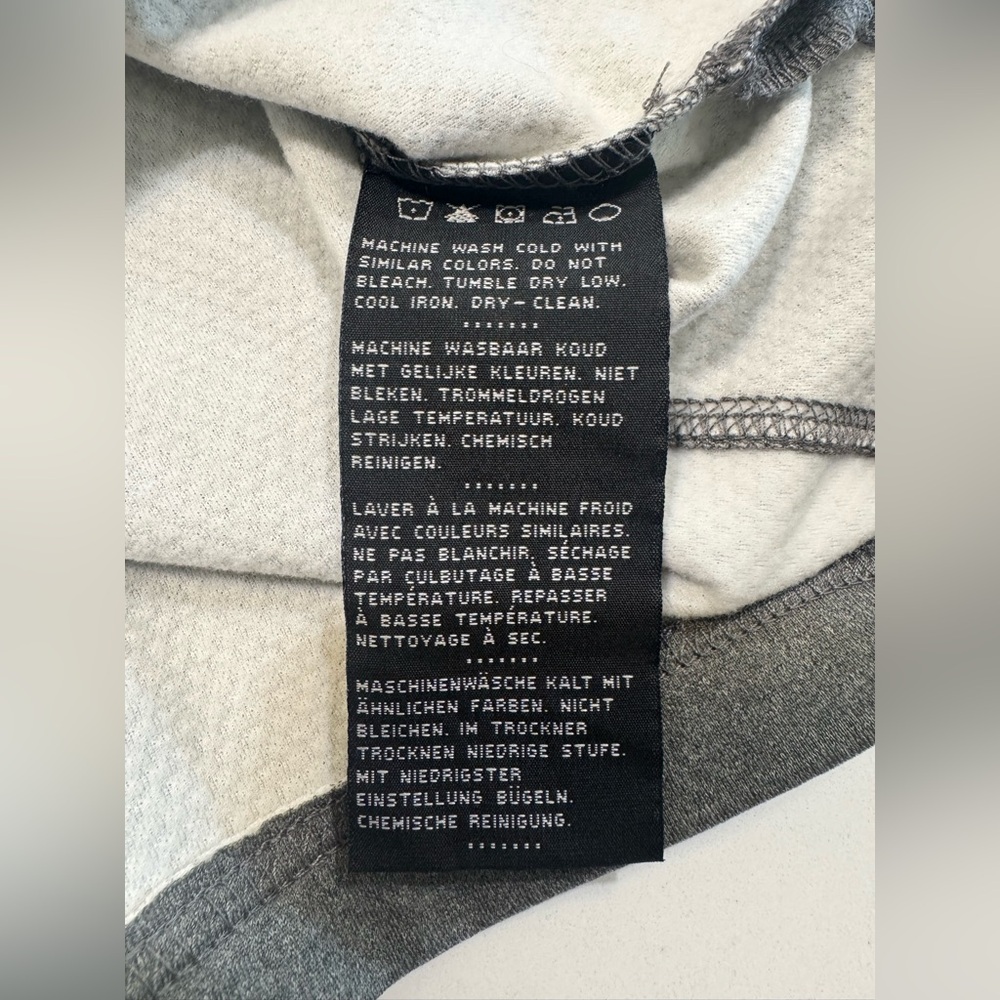 MACHINE WASH COLD WITH
SIMILAR COLORS. DO NOT
BLEACH. TUMBLE DRY LOW.
COOL IRON. DRY-CLEAN.
MACHINE WASBAAR KOUD
MET GELIJKE KLEUREN. NIET
BLEKEN. TROMMELDROGEN
LAGE TEMPERATUUR. KOUD
STRIJKEN. CHEMISCH
REINIGEN.
LAVER À LA MACHINE FROID
AVEC COULEURS SIMILAIRES.
NE PAS BLANCHIR. SÉCHAGE
PAR CULBUTAGE À BASSE
TEMPÉRATURE. REPASSER
À BASSE TEMPÉRATURE.
NETTOYAGE À SEC.
MASCHINENWÄSCHE KALT MIT
ÄHNLICHEN FARBEN. NICHT
BLEICHEN. IM TROCKNER
TROCKNEN NIEDRIGE STUFE.
MIT NIEDRIGSTER
EINSTELLUNG BÜGELN.
CHEMISCHE REINIGUNG.